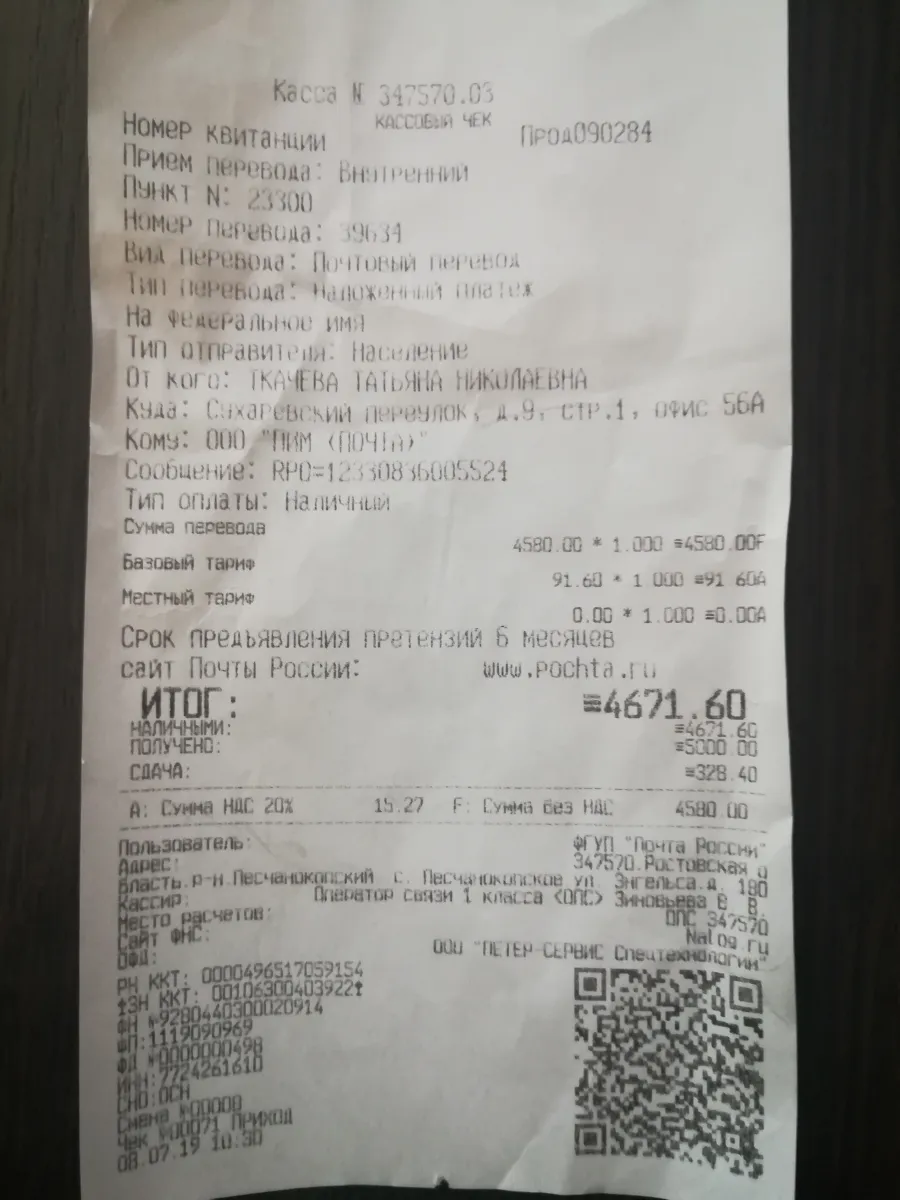 Касса N 347570.03
КАССОВЫЙ ЧЕК
Номер квитанции Прод090284
Прием перевода: Внутренний
Пункт N: 23300
Номер перевода: 39634
Вид перевода: Почтовый перевод
Тип перевода: Наложенный платеж
На федеральное имя
Тип отправителя: Население
От кого: ТКАЧЕВА ТАТЬЯНА НИКОЛАЕВНА
Куда: Сухаревский переулок, д.9, стр.1, офис 56А
Кому: ООО "ПИМ (ПОЧТА)"
Сообщение: RPO=12330836005524
Тип оплаты: Наличный
Сумма перевода
4580.00 * 1.000 ≡4580.00F
Базовый тариф
91.60 * 1.000 ≡91.60А
Местный тариф
0.00 * 1.000 ≡0.00А
Срок предъявления претензий 6 месяцев
сайт Почты России: www.pochta.ru
ИТОГ: ≡4671.60
НАЛИЧНЫМИ: ≡4671.60
ПОЛУЧЕНО: ≡5000.00
СДАЧА: ≡328.40
А: Сумма НДС 20% 15.27 F: Сумма без НДС 4580.00
Пользователь: ФГУП "Почта России"
Адрес: 347570.Ростовская о
бласть.р-н.Песчанокопский с. Песчанокопское ул. Энгельса.д. 180
Кассир: Оператор связи 1 класса <ОПС> Зиновьева В. В.
Место расчетов: ОПС 347570
Сайт ФНС: Nalog.ru
ОФД: ООО "ПЕТЕР-СЕРВИС Спецтехнологии"
РН ККТ: 0000496517059154
↑ЗН ККТ: 00106300403922↑
ФН №9280440300020914
ФП:1119090969
ФД №0000000498
ИНН:7724261610
СНО:ОСН
Смена №00000
Чек №00071 ПРИХОД
08.07.19 10:30